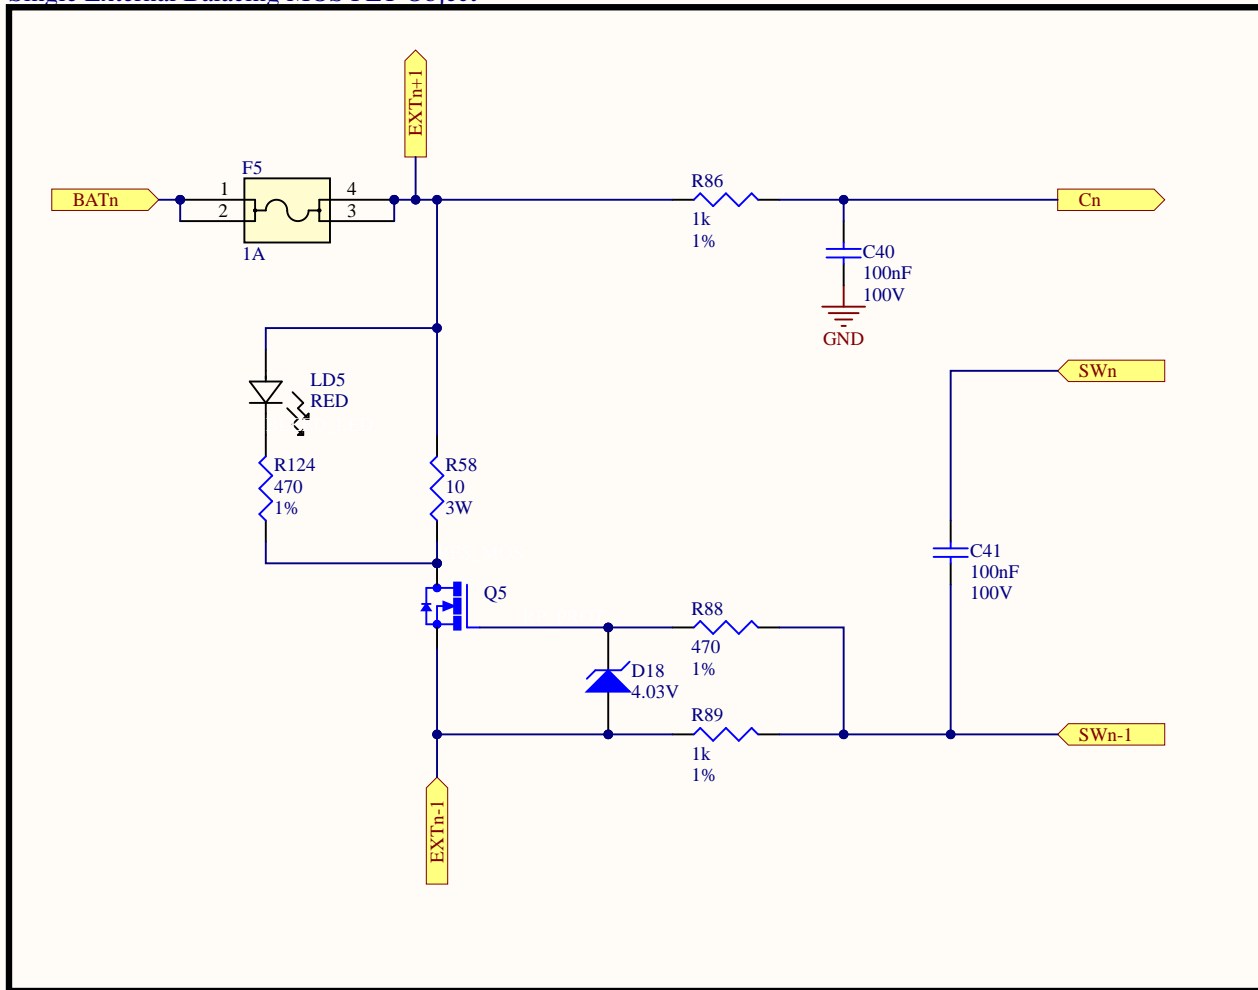 EXTn+1
F5
BATn
1
2
4
3
1A
R86
1k
1%
Cn
C40
100nF
100V
GND
SWn
LD5
RED
R124
470
1%
R58
10
3W
C41
100nF
100V
Q5
R88
470
1%
D18
4.03V
R89
1k
1%
SWn-1
EXTn-1